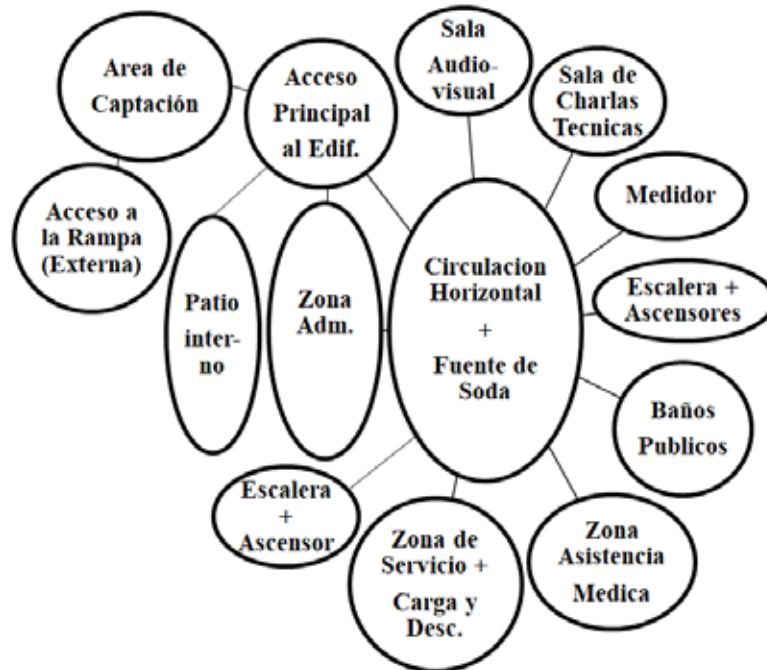 Area de
Captación
Acceso
Principal
al Edif.
Sala
Audio-
visual
Sala de
Charlas
Tecnicas
Acceso a
la Rampa
(Externa)
Medidor
Patio
inter-
no
Zona
Adm.
Circulacion
Horizontal
+
Fuente de
Soda
Escalera +
Ascensores
Baños
Publicos
Escalera
+
Ascensor
Zona de
Servicio +
Carga y
Desc.
Zona
Asistencia
Medica